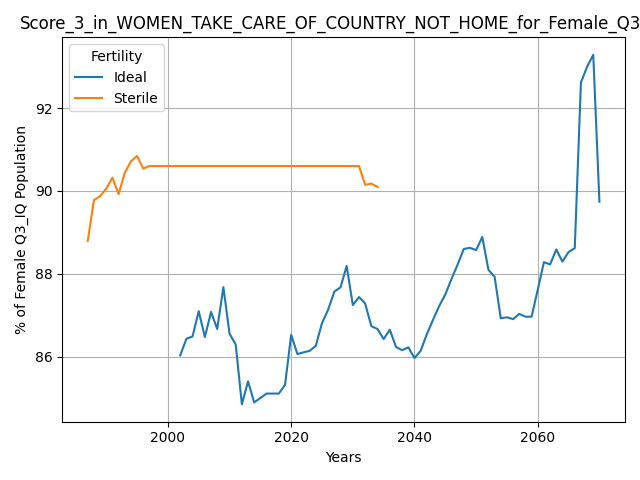 Score_3_in_WOMEN_TAKE_CARE_OF_COUNTRY_NOT_HOME_for_Female_Q3
Fertility
Ideal
Sterile
% of Female Q3_IQ Population
92
90
88
86
2000 2020 2040 2060
Years